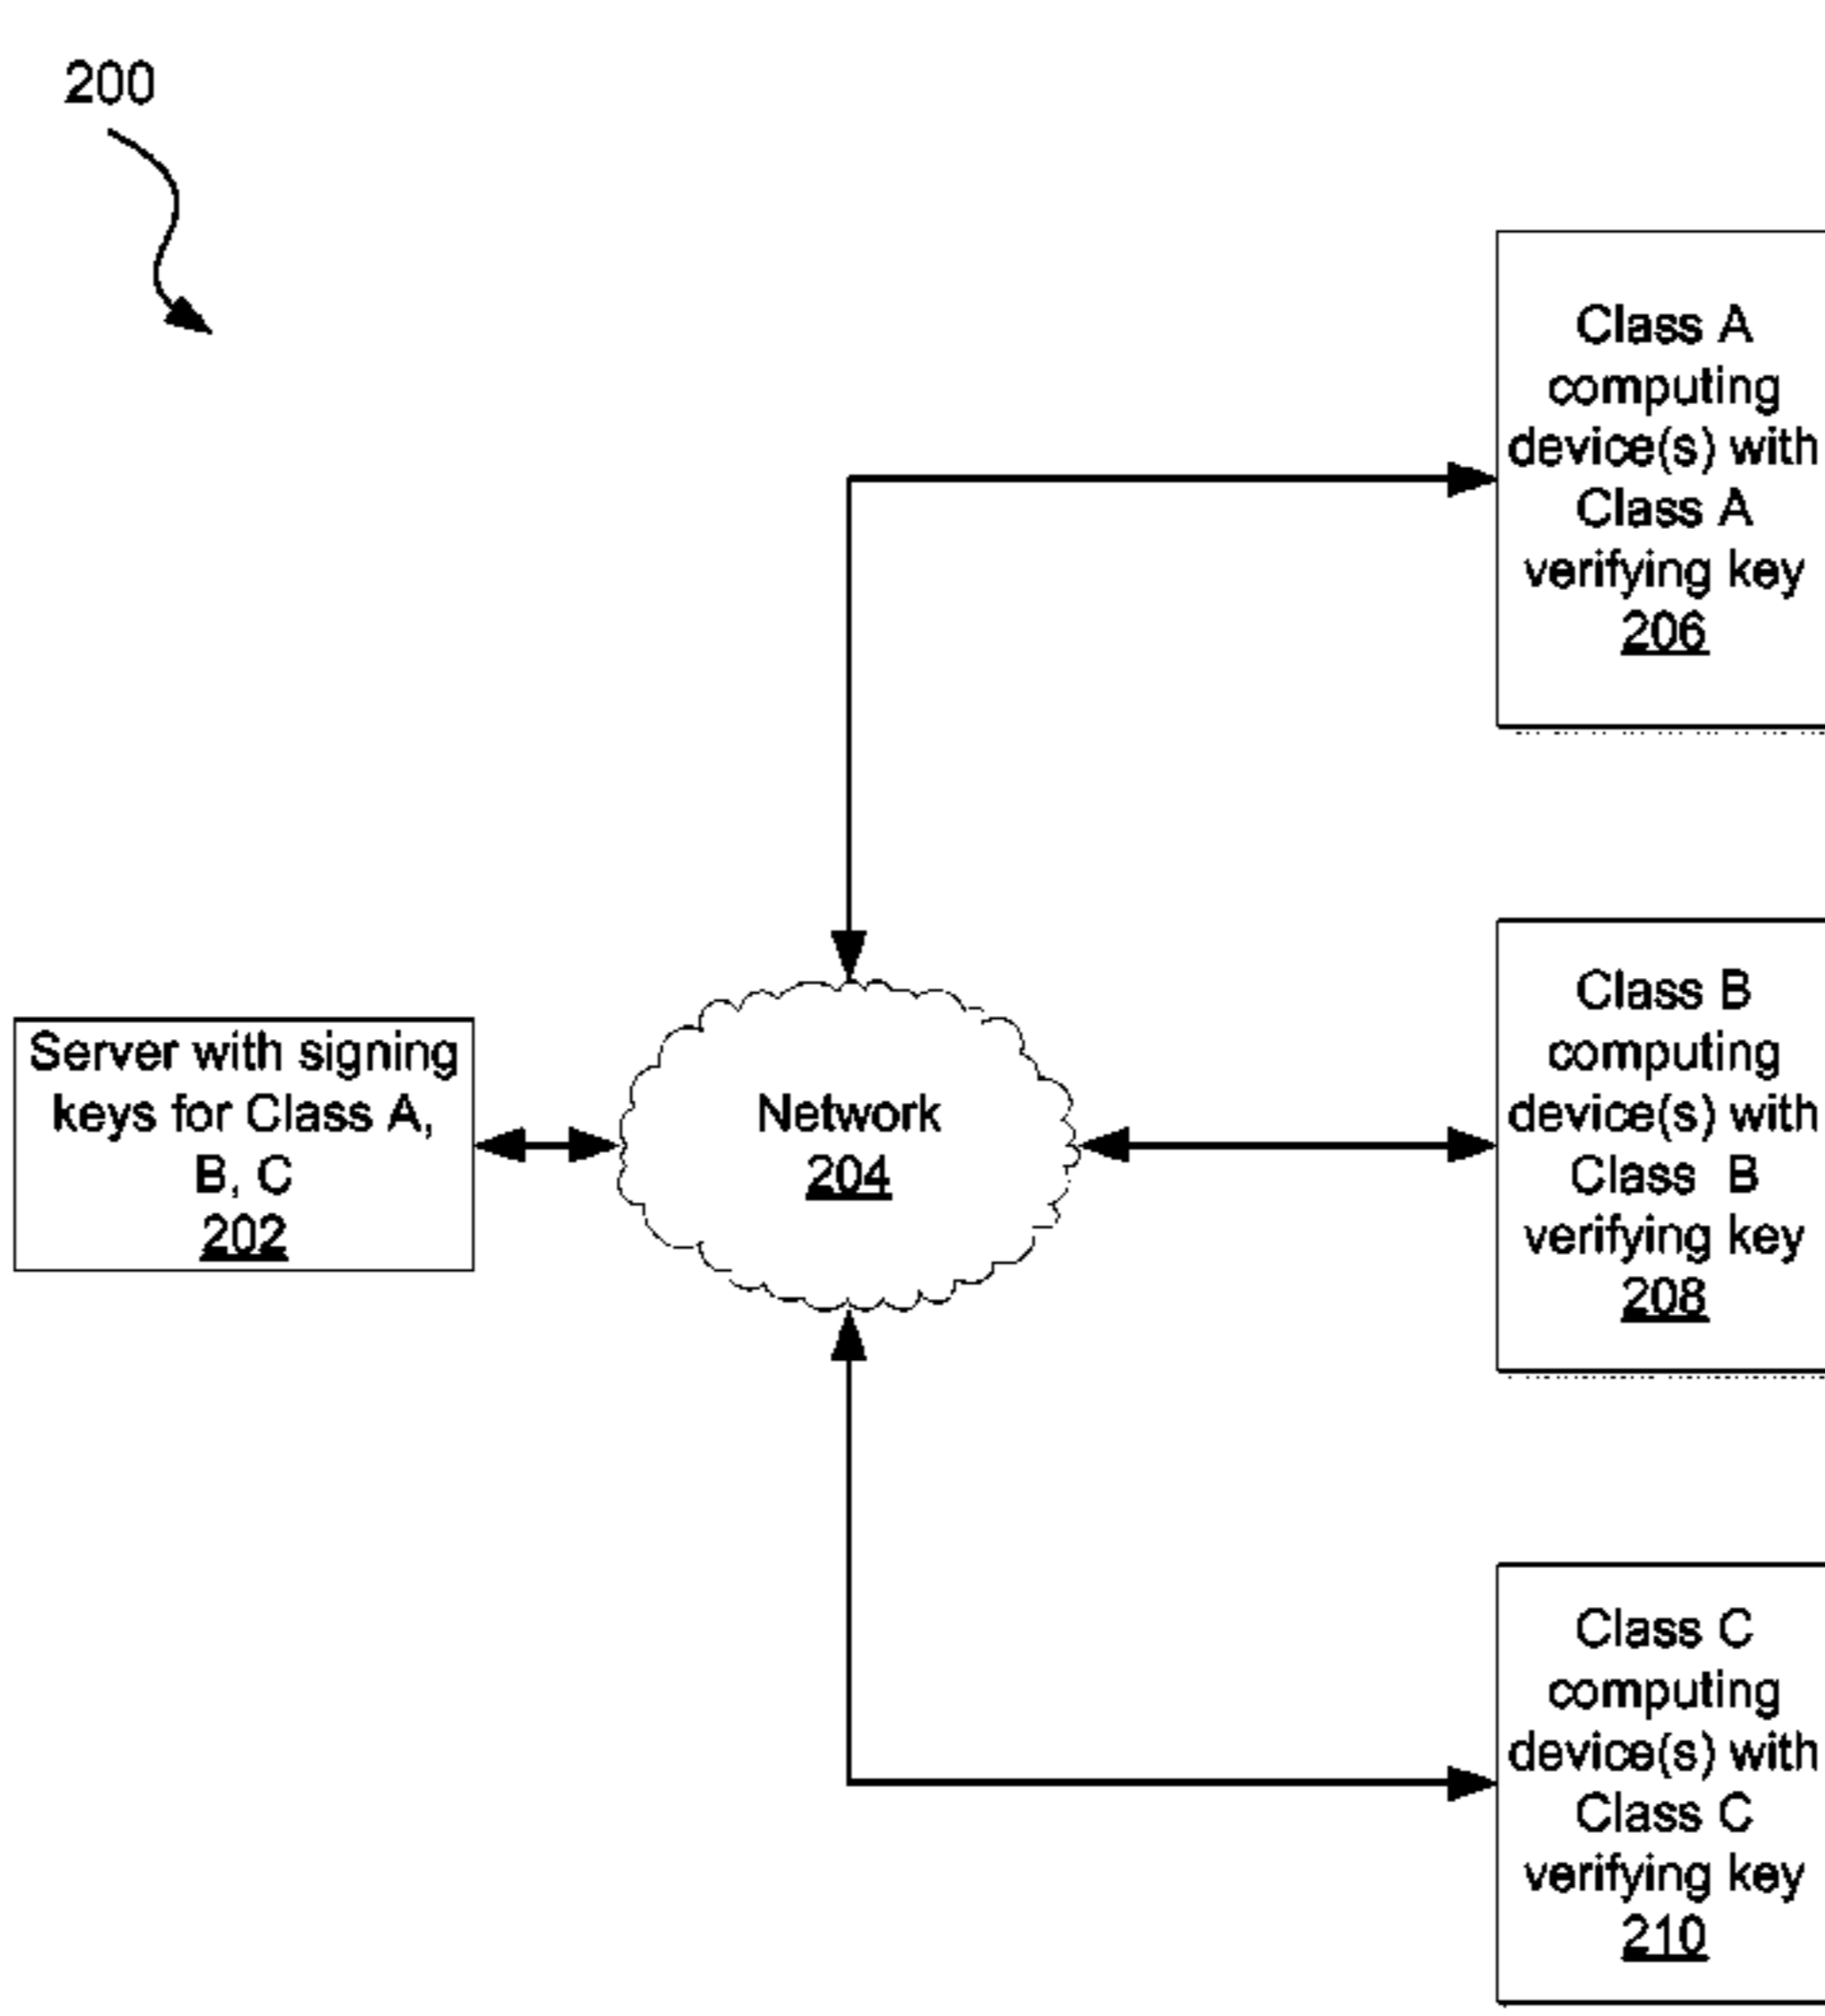 200
Class A
computing
device(s) with
Class A
verifying key
206
Server with signing
keys for Class A,
B, C
202
Network
204
Class B
computing
device(s) with
Class B
verifying key
208
Class C
computing
device(s) with
Class C
verifying key
210